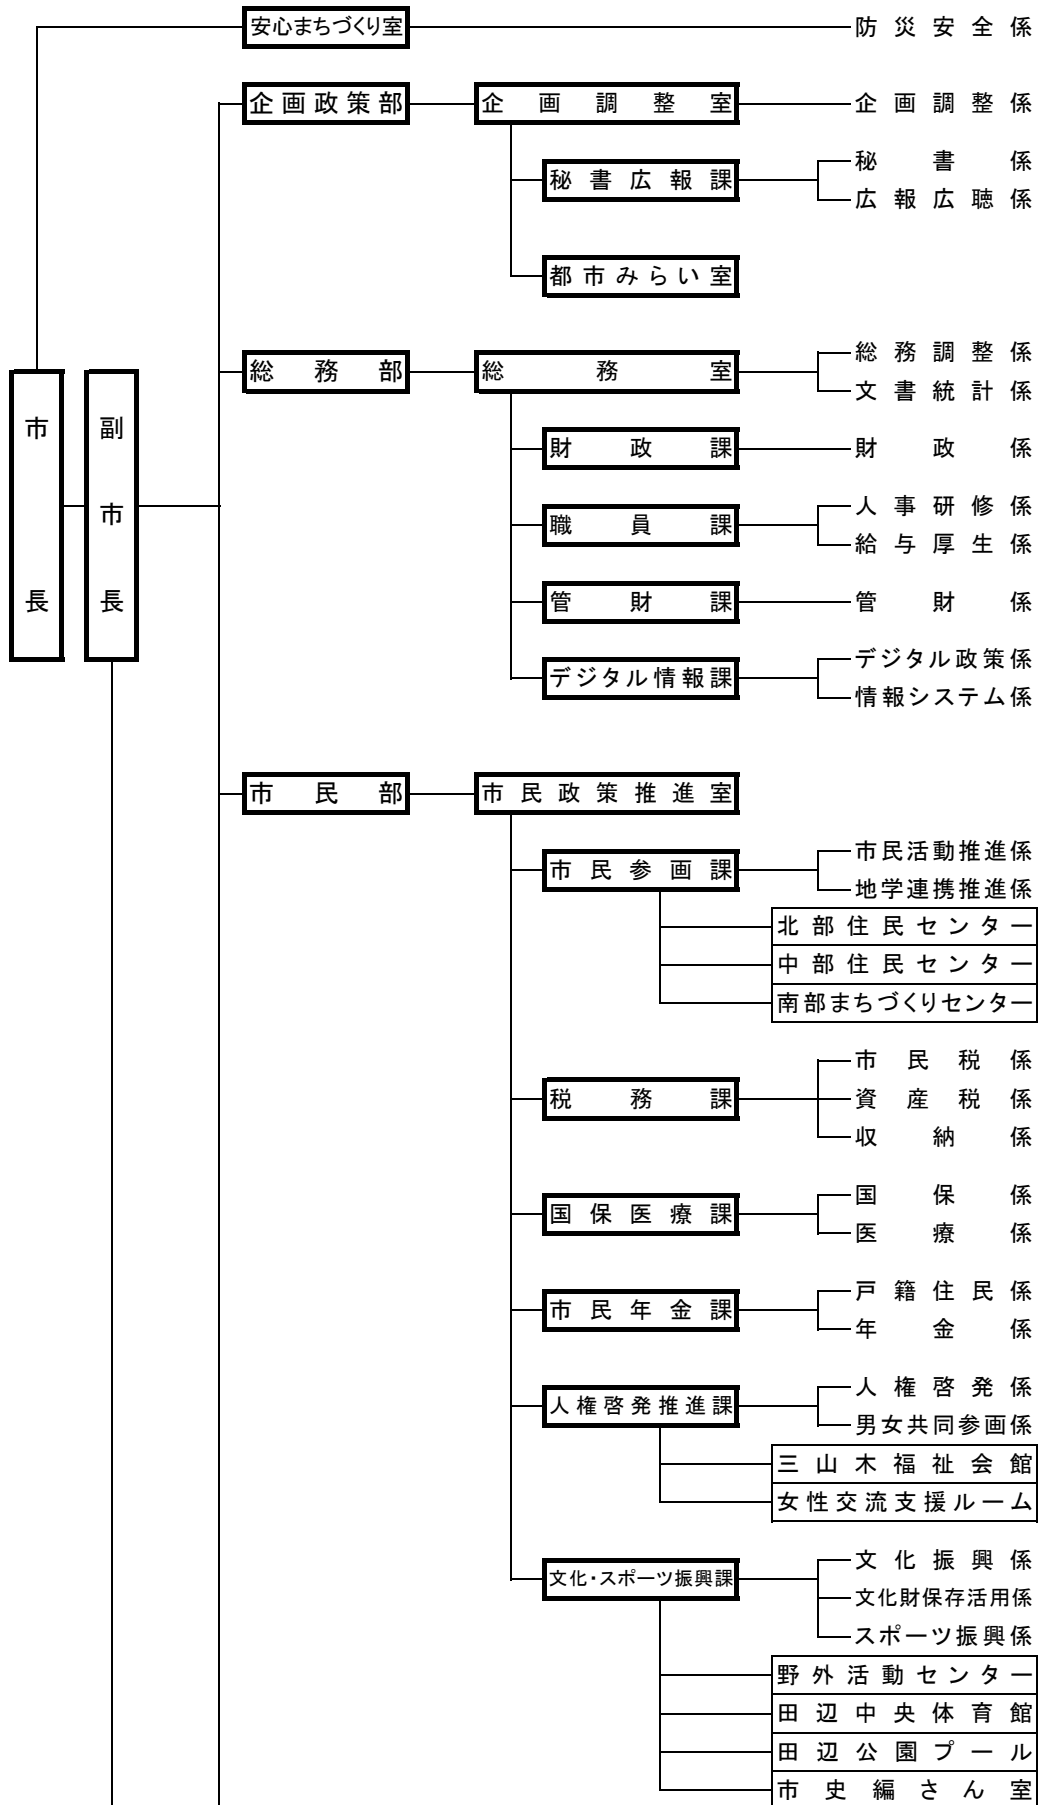 安心まちづくり室 防災安全係
企画政策部 企画調整室 企画調整係
秘書広報課 秘書係
広報広聴係
都市みらい室
総務部 総務室 総務調整係
文書統計係
市長 副市長
財政課 財政係
職員課 人事研修係
給与厚生係
管財課 管財係
デジタル情報課 デジタル政策係
情報システム係
市民部 市民政策推進室
市民参画課 市民活動推進係
地学連携推進係
北部住民センター
中部住民センター
南部まちづくりセンター
税務課 市民税係
資産税係
収納係
国保医療課 国保係
医療係
市民年金課 戸籍住民係
年金係
人権啓発推進課 人権啓発係
男女共同参画係
三山木福祉会館
女性交流支援ルーム
文化・スポーツ振興課 文化振興係
文化財保存活用係
スポーツ振興係
野外活動センター
田辺中央体育館
田辺公園プール
市史編さん室